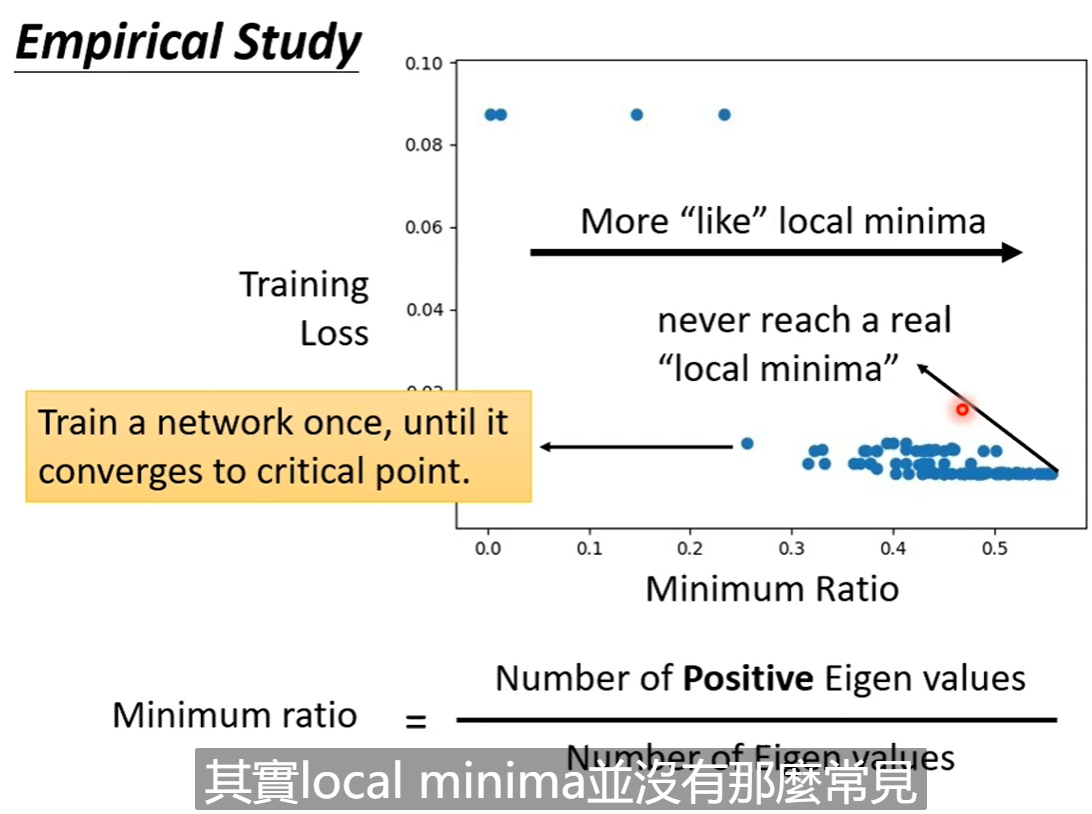 Empirical Study
0.10
0.08
0.06
0.04
Training
Loss
More “like” local minima
never reach a real
“local minima”
Train a network once, until it
converges to critical point.
0.0 0.1 0.2 0.3 0.4 0.5
Minimum Ratio
Number of Positive Eigen values
Minimum ratio =
Number of Eigen values
其實local minima並沒有那麼常見